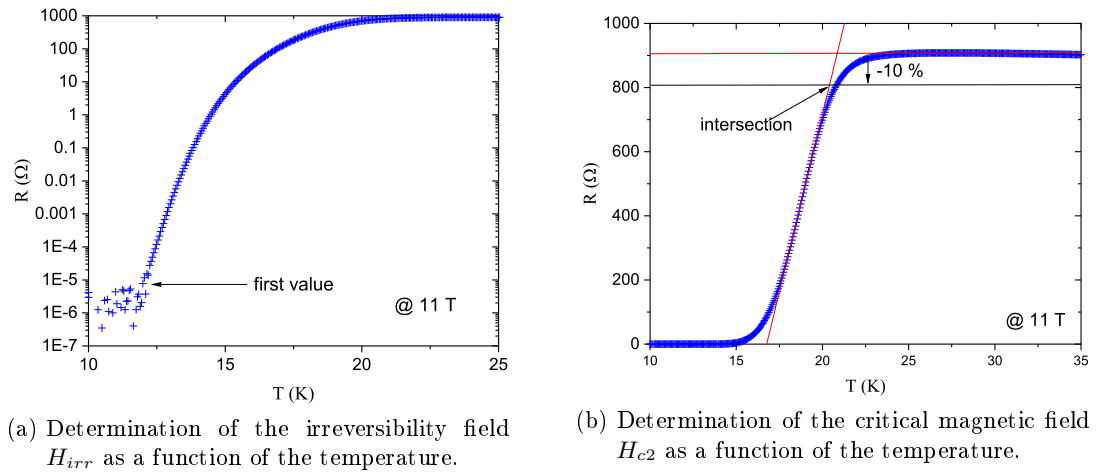 1000
100
10
1
0.1
0.01
0.001
1E-4
1E-5
1E-6
1E-7
R (Ω)
first value
@ 11 T
10 15 20 25
T (K)
(a) Determination of the irreversibility field
H_irr as a function of the temperature.
1000
800
600
400
200
0
R (Ω)
-10 %
intersection
@ 11 T
10 15 20 25 30 35
T (K)
(b) Determination of the critical magnetic field
H_c2 as a function of the temperature.